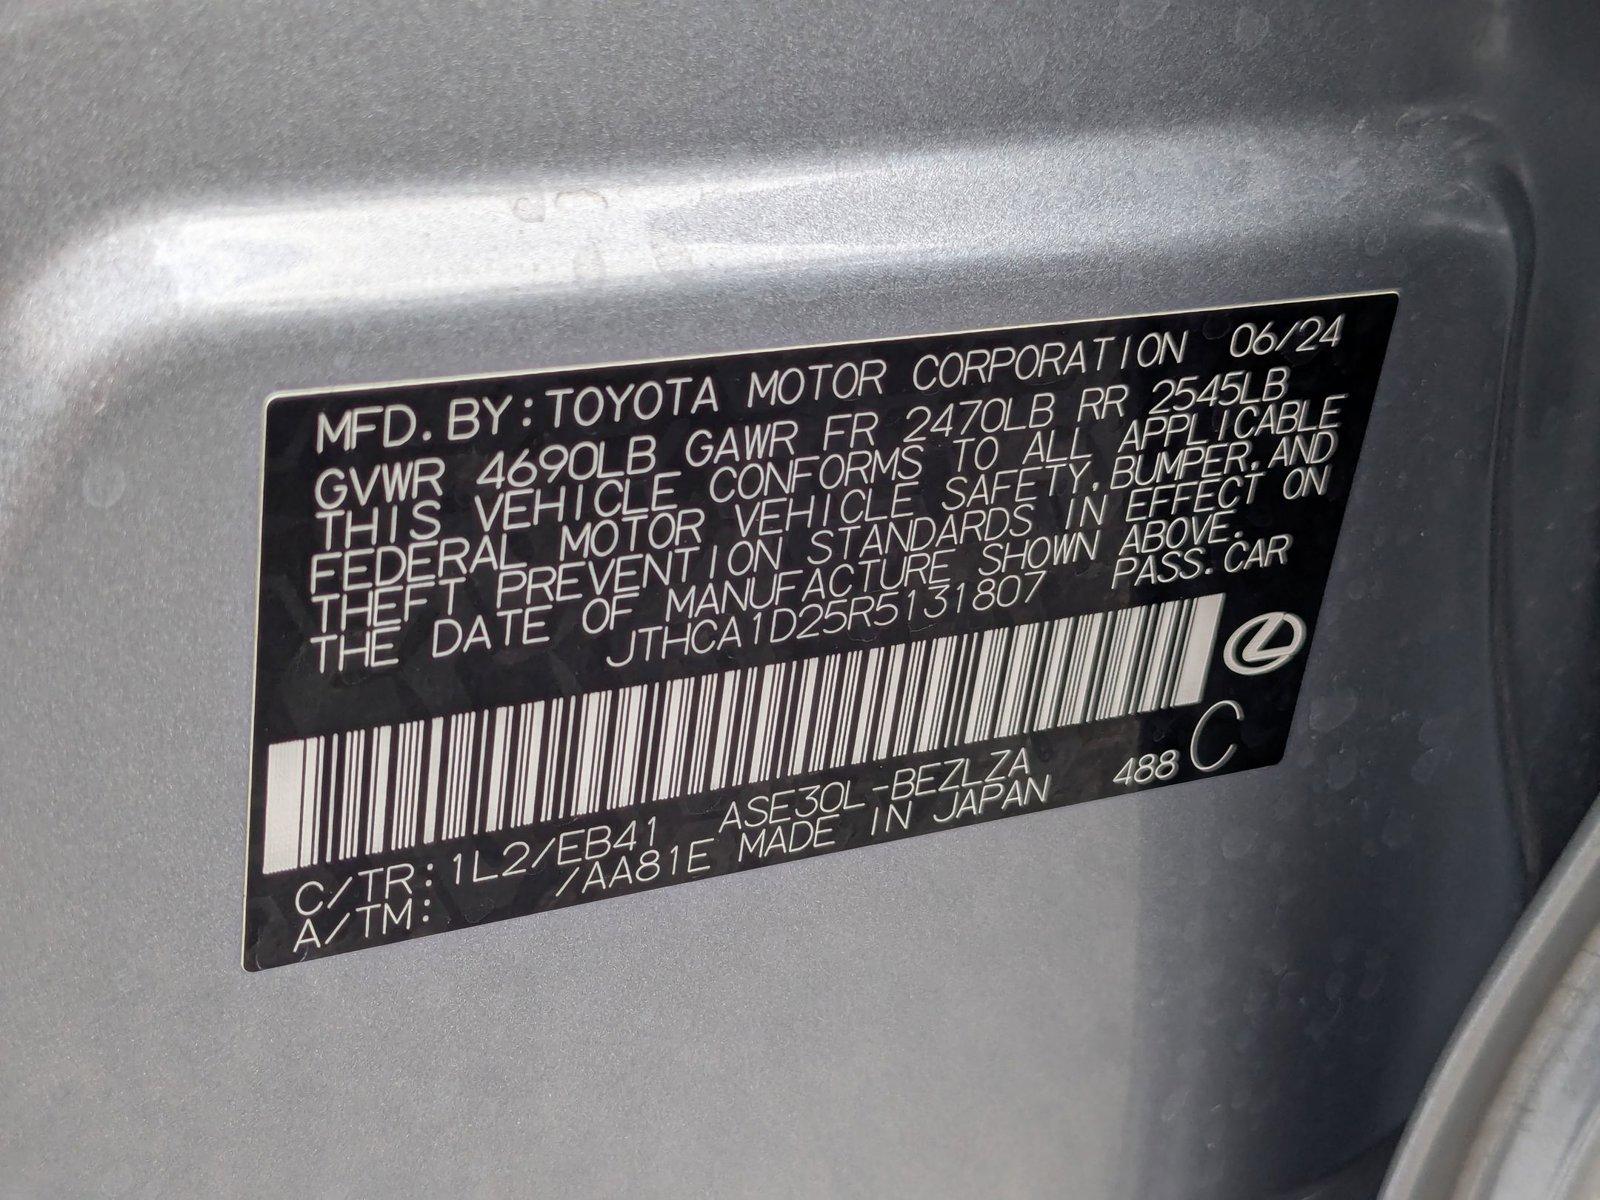 MFD. BY: TOYOTA MOTOR CORPORATION 06/24
GVWR 4690LB GAWR FR 2470LB RR 2545LB
THIS VEHICLE CONFORMS TO ALL APPLICABLE
FEDERAL MOTOR VEHICLE SAFETY, BUMPER, AND
THEFT PREVENTION STANDARDS IN EFFECT ON
THE DATE OF MANUFACTURE SHOWN ABOVE.
JTHCA1D25R5131807 PASS. CAR
C/TR: 1L2/EB41 ASE30L-BEZLZA 488 C
A/TM: /AA81E MADE IN JAPAN